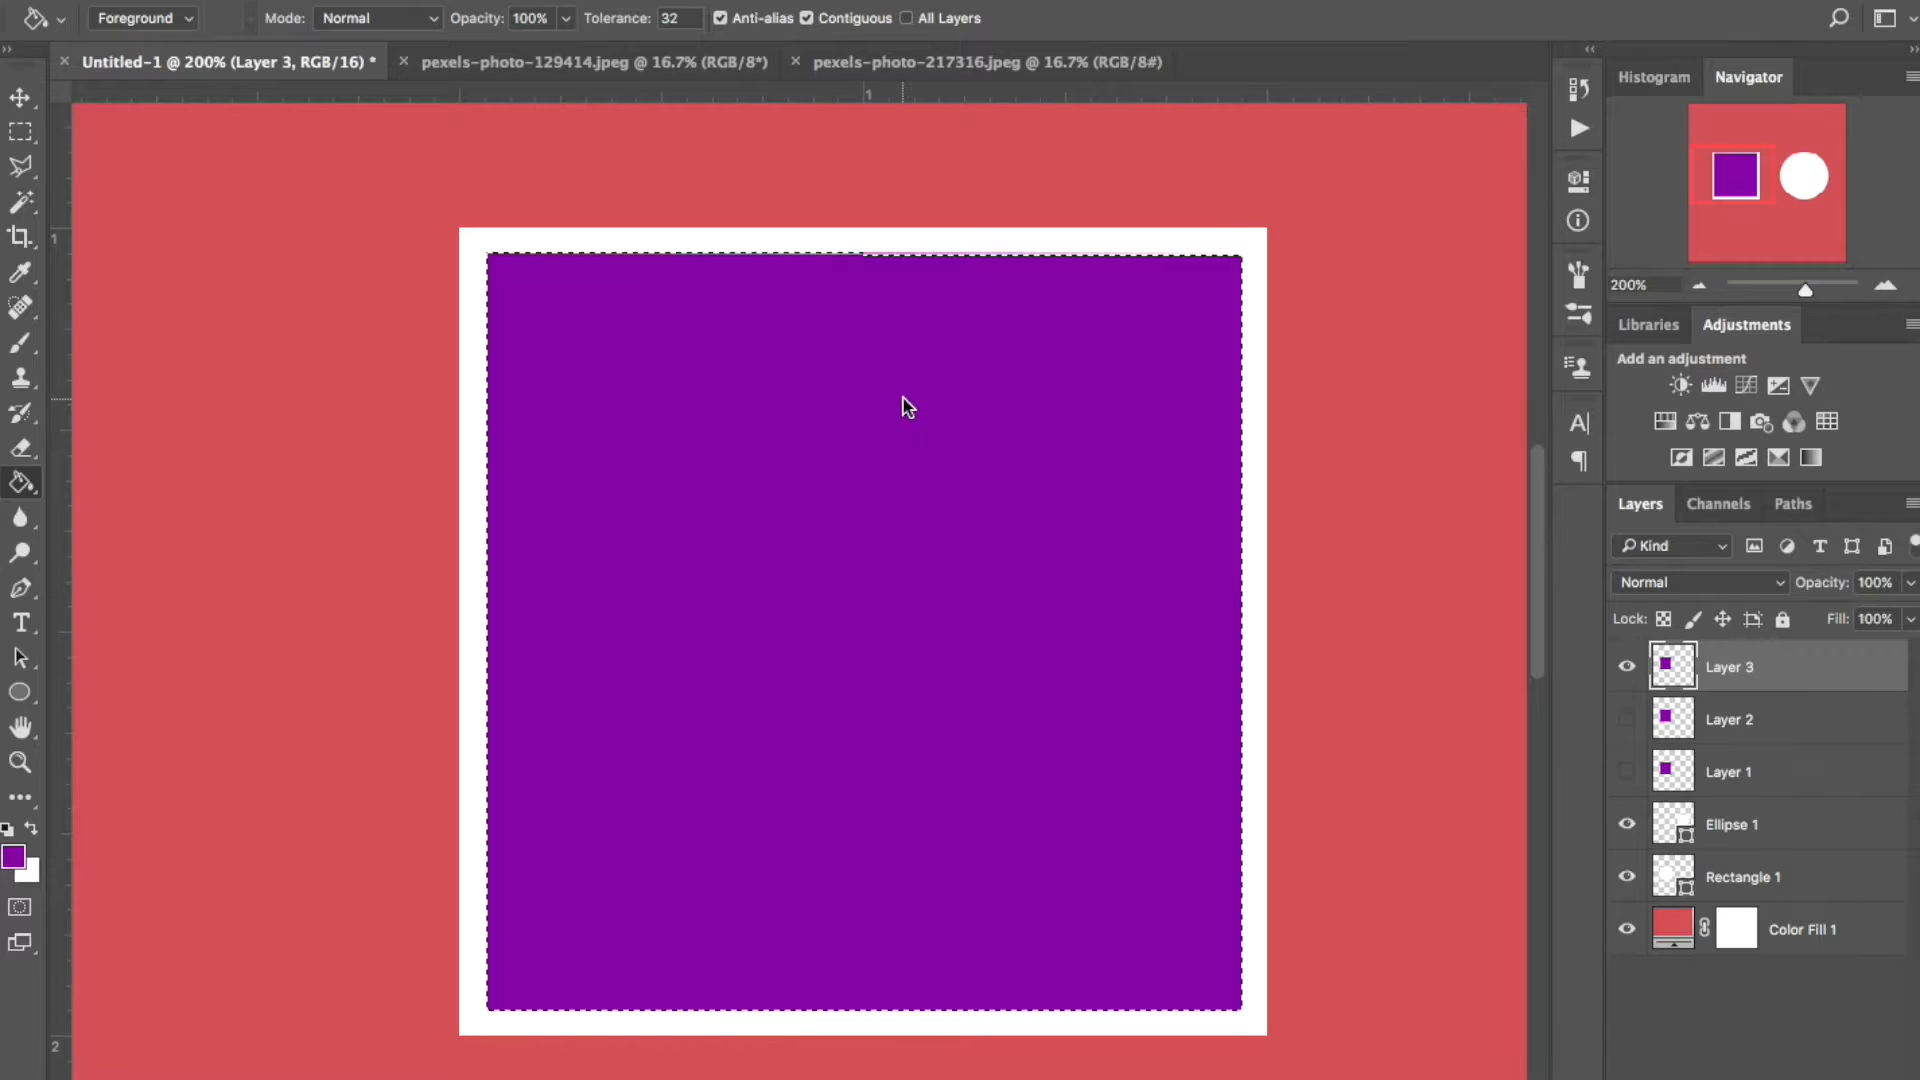 Foreground Mode: Normal Opacity: 100% Tolerance: 32 Anti-alias Contiguous All Layers
Untitled-1 @ 200% (Layer 3, RGB/16) * pexels-photo-129414.jpeg @ 16.7% (RGB/8*) pexels-photo-217316.jpeg @ 16.7% (RGB/8#)
Histogram Navigator
1
1
200%
Libraries Adjustments
Add an adjustment
Layers Channels Paths
Kind
Normal Opacity: 100%
Lock: Fill: 100%
Layer 3
Layer 2
Layer 1
Ellipse 1
Rectangle 1
Color Fill 1
2